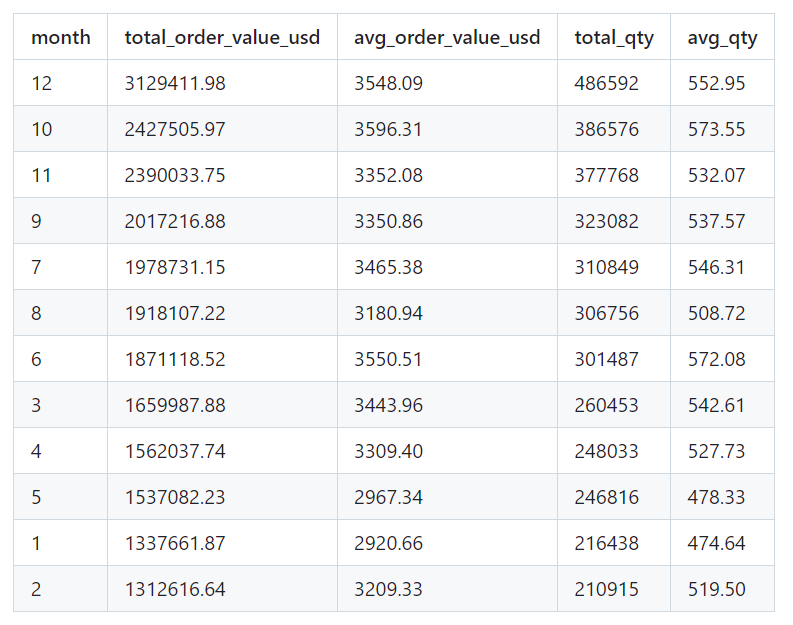 month total_order_value_usd avg_order_value_usd total_qty avg_qty
12 3129411.98 3548.09 486592 552.95
10 2427505.97 3596.31 386576 573.55
11 2390033.75 3352.08 377768 532.07
9 2017216.88 3350.86 323082 537.57
7 1978731.15 3465.38 310849 546.31
8 1918107.22 3180.94 306756 508.72
6 1871118.52 3550.51 301487 572.08
3 1659987.88 3443.96 260453 542.61
4 1562037.74 3309.40 248033 527.73
5 1537082.23 2967.34 246816 478.33
1 1337661.87 2920.66 216438 474.64
2 1312616.64 3209.33 210915 519.50